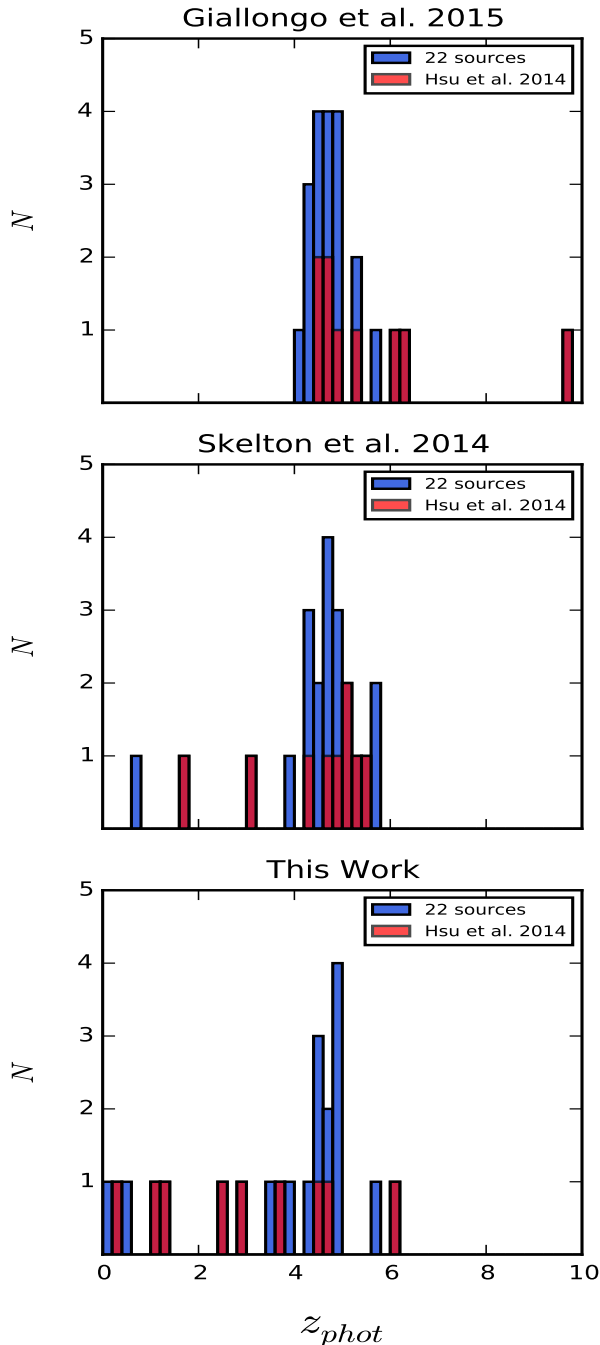 Giallongo et al. 2015
5
4
3
2
1
N
22 sources
Hsu et al. 2014
Skelton et al. 2014
5
4
3
2
1
N
22 sources
Hsu et al. 2014
This Work
5
4
3
2
1
N
22 sources
Hsu et al. 2014
0 2 4 6 8 10
z_phot